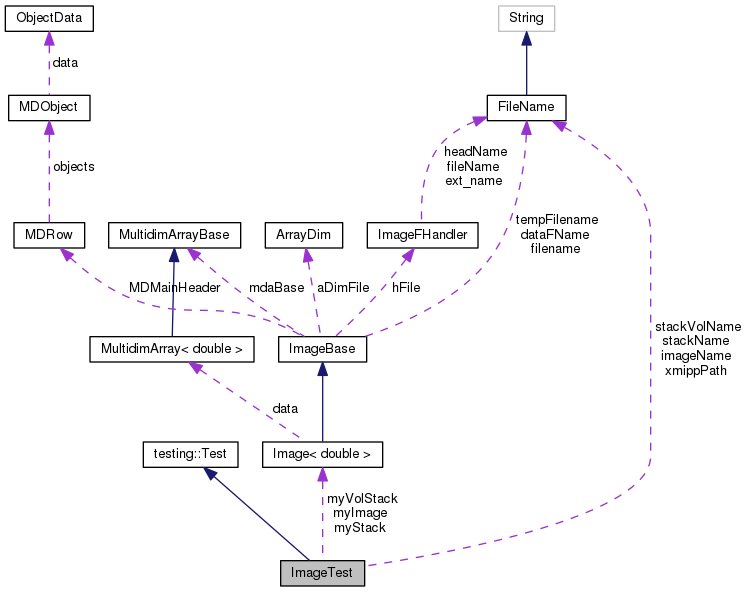 ObjectData
String
data
MDObject
FileName
objects
headName
fileName
ext_name
MDRow
MultidimArrayBase
ArrayDim
ImageFHandler
tempFilename
dataFName
filename
MDMainHeader
mdaBase
aDimFile
hFile
MultidimArray< double >
ImageBase
stackVolName
stackName
imageName
xmippPath
data
testing::Test
Image< double >
myVolStack
myImage
myStack
ImageTest